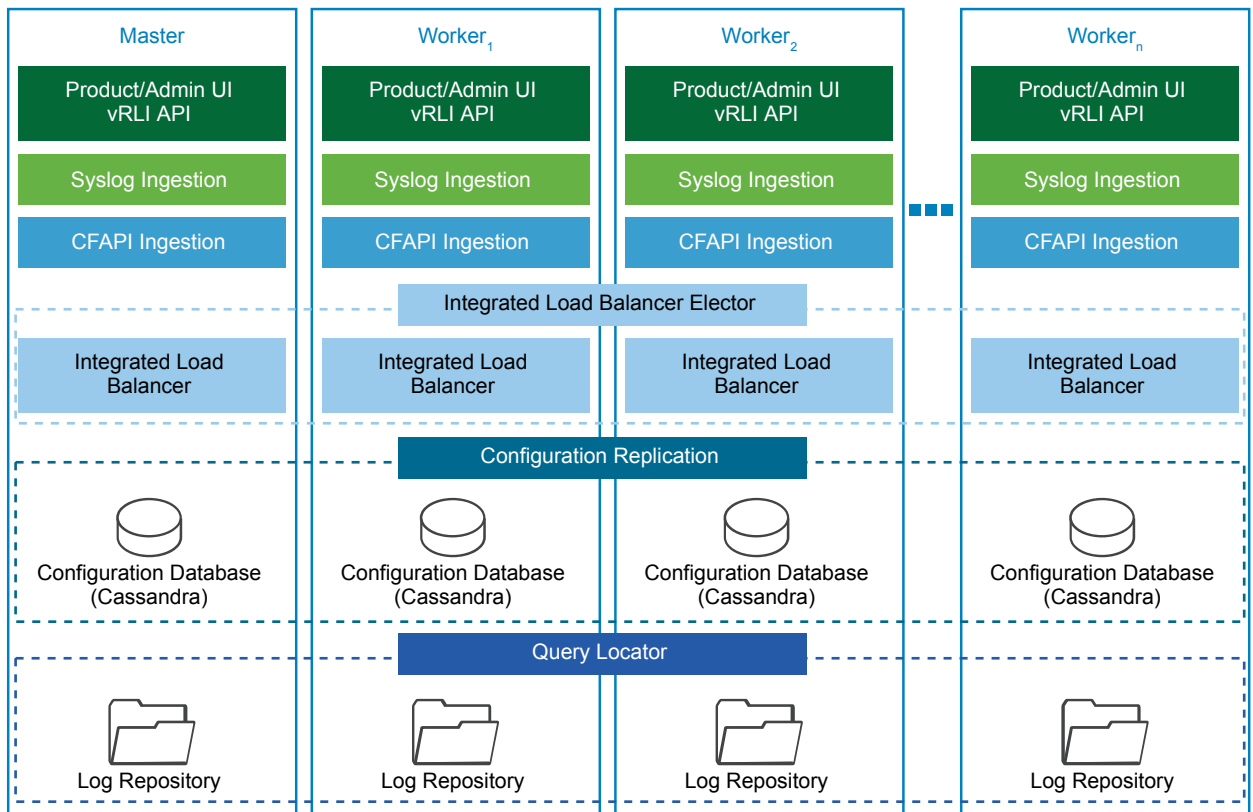 Master
Worker1
Worker2
Workern
Product/Admin UI
vRLI API
Product/Admin UI
vRLI API
Product/Admin UI
vRLI API
Product/Admin UI
vRLI API
Syslog Ingestion
Syslog Ingestion
Syslog Ingestion
Syslog Ingestion
CFAPI Ingestion
CFAPI Ingestion
CFAPI Ingestion
CFAPI Ingestion
Integrated Load Balancer Elector
Integrated Load
Balancer
Integrated Load
Balancer
Integrated Load
Balancer
Integrated Load
Balancer
Configuration Replication
Configuration Database
(Cassandra)
Configuration Database
(Cassandra)
Configuration Database
(Cassandra)
Configuration Database
(Cassandra)
Query Locator
Log Repository
Log Repository
Log Repository
Log Repository